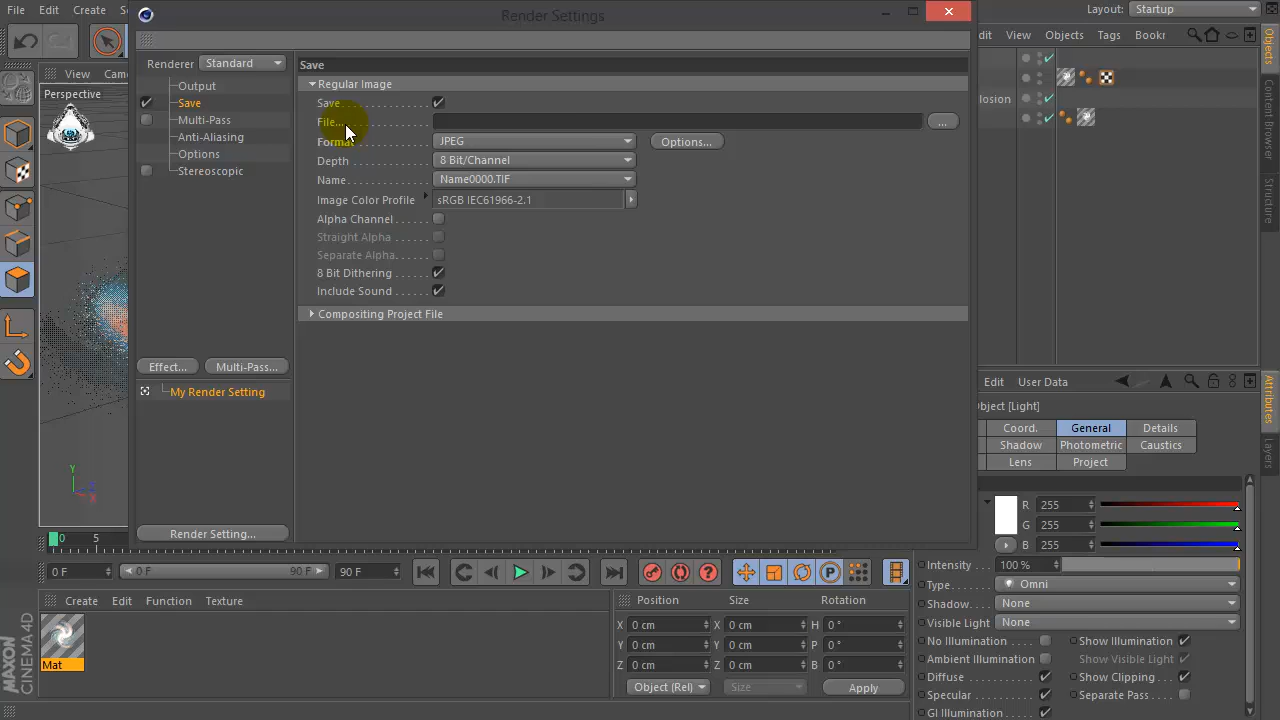 Render Settings
File Edit Create S
Layout: Startup
Renderer Standard
Save
dit View Objects Tags Bookr
Output
Regular Image
View Cam
Save
Save
Perspective
Multi-Pass
File...
...
Anti-Aliasing
Format JPEG Options...
Options
Depth 8 Bit/Channel
Stereoscopic
Name Name0000.TIF
Image Color Profile sRGB IEC61966-2.1
Alpha Channel
Straight Alpha
Separate Alpha
8 Bit Dithering
Include Sound
Compositing Project File
losion
Objects
Content Browser
Structure
Effect... Multi-Pass...
My Render Setting
Edit User Data
bject [Light]
Coord. General Details
Shadow Photometric Caustics
Lens Project
Attributes
Layers
R 255
G 255
B 255
Render Setting...
0 5
Intensity 100 %
0 F 0 F 90 F 90 F
Type Omni
Shadow None
Visible Light None
Create Edit Function Texture
Position Size Rotation
X 0 cm X 0 cm H 0 °
Y 0 cm Y 0 cm P 0 °
Z 0 cm Z 0 cm B 0 °
Object (Rel) Size Apply
No Illumination Show Illumination
Ambient Illumination Show Visible Light
Diffuse Show Clipping
Specular Separate Pass
GI Illumination
Mat
MAXON
CINEMA 4D
Y
Z
X